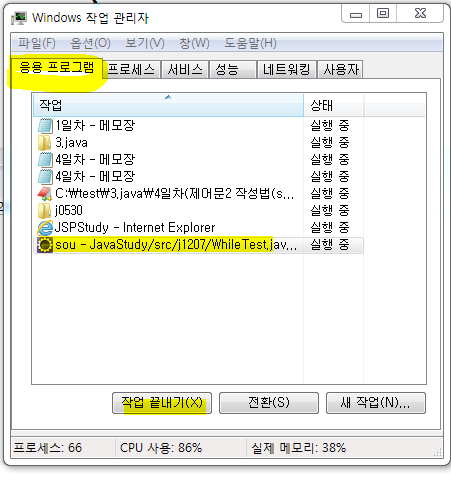 Windows 작업 관리자
파일(F) 옵션(O) 보기(V) 창(W) 도움말(H)
응용 프로그램 프로세스 서비스 성능 네트워킹 사용자
작업 상태
1일차 - 메모장 실행 중
3.java 실행 중
4일차 - 메모장 실행 중
4일차 - 메모장 실행 중
C:₩test₩3.java₩4일차(제어문2 작성법(s... 실행 중
j0530 실행 중
JSPStudy - Internet Explorer 실행 중
sou - JavaStudy/src/j1207/WhileTest.jav... 실행 중
작업 끝내기(X) 전환(S) 새 작업(N)...
프로세스: 66 CPU 사용: 86% 실제 메모리: 38%